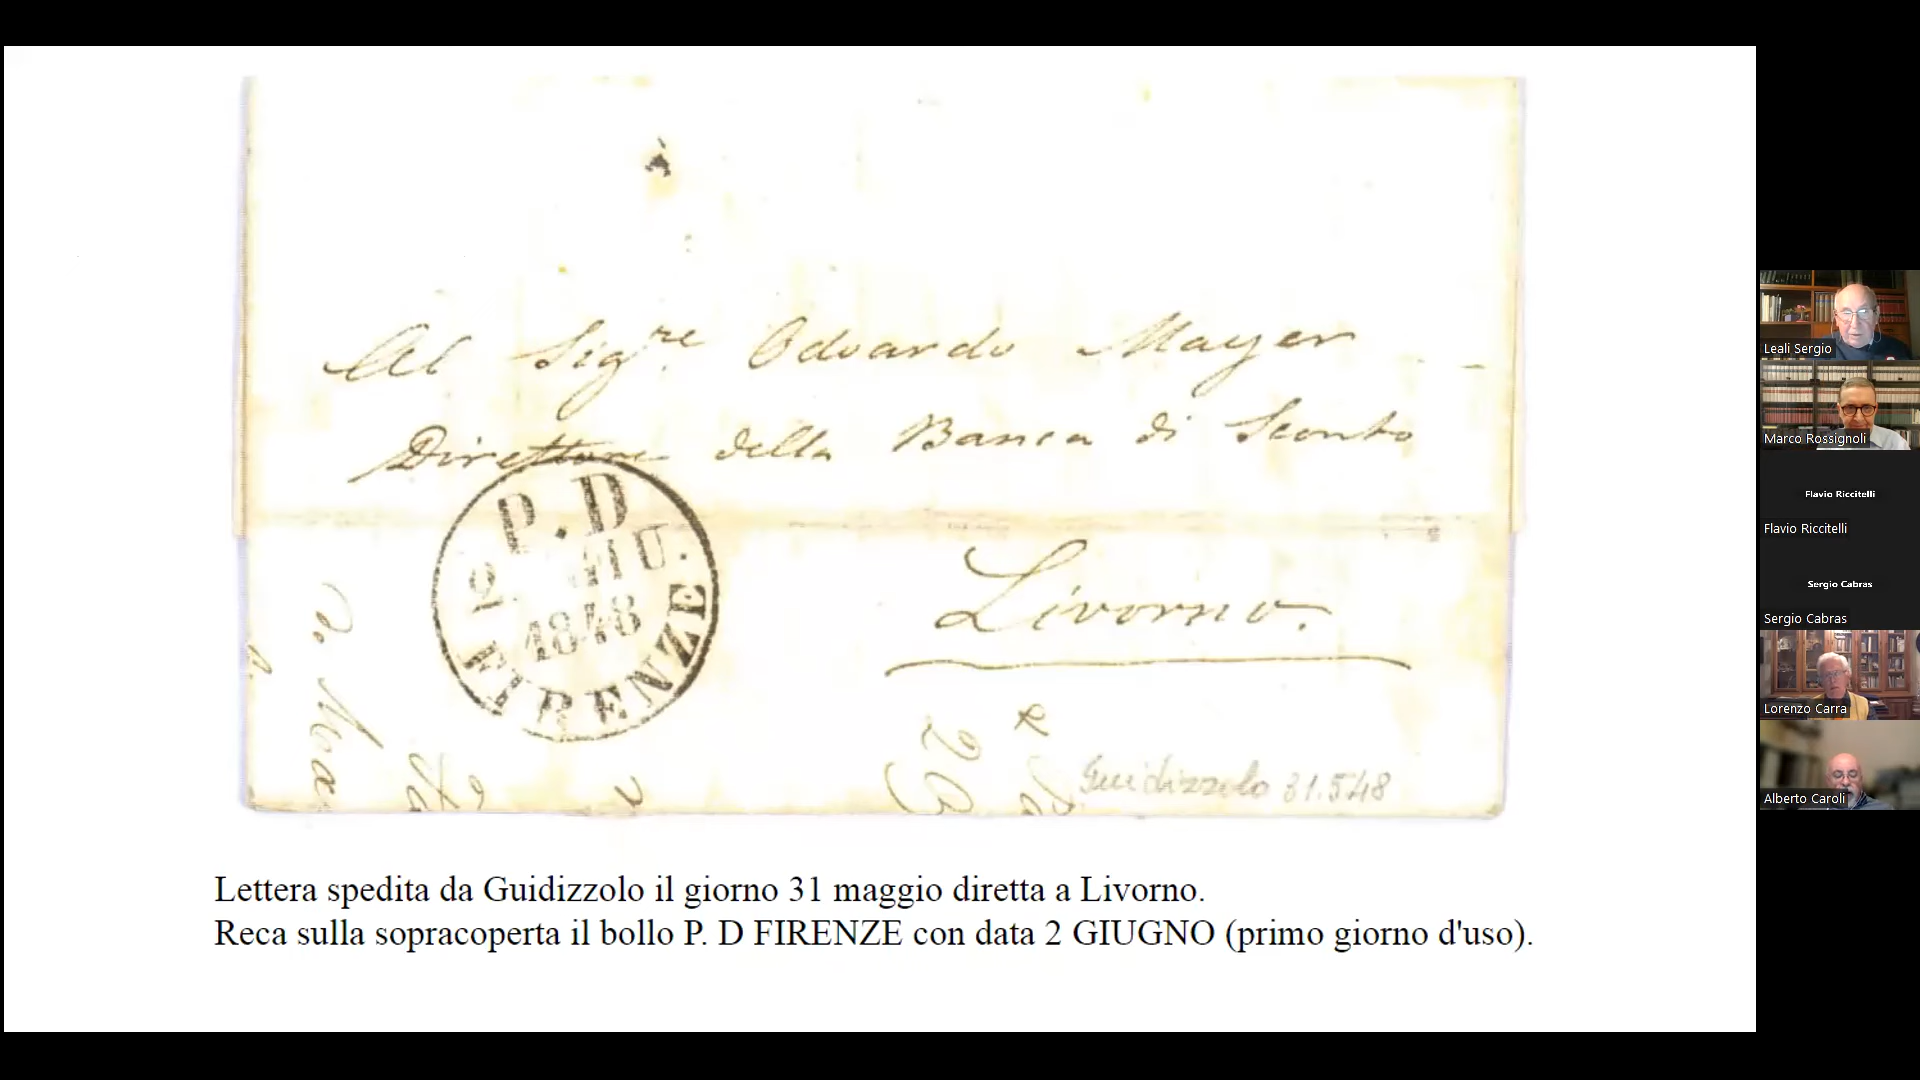 Al Sig.re Odoardo Mayer
Direttore della Banca di Sconto
P. D
2. GIU.
1848
FIRENZE
Livorno.
Guidizzolo 31.5.48
Lettera spedita da Guidizzolo il giorno 31 maggio diretta a Livorno.
Reca sulla sopracoperta il bollo P. D FIRENZE con data 2 GIUGNO (primo giorno d'uso).
Leali Sergio
Marco Rossignoli
Flavio Riccitelli
Flavio Riccitelli
Sergio Cabras
Sergio Cabras
Lorenzo Carra
Alberto Caroli